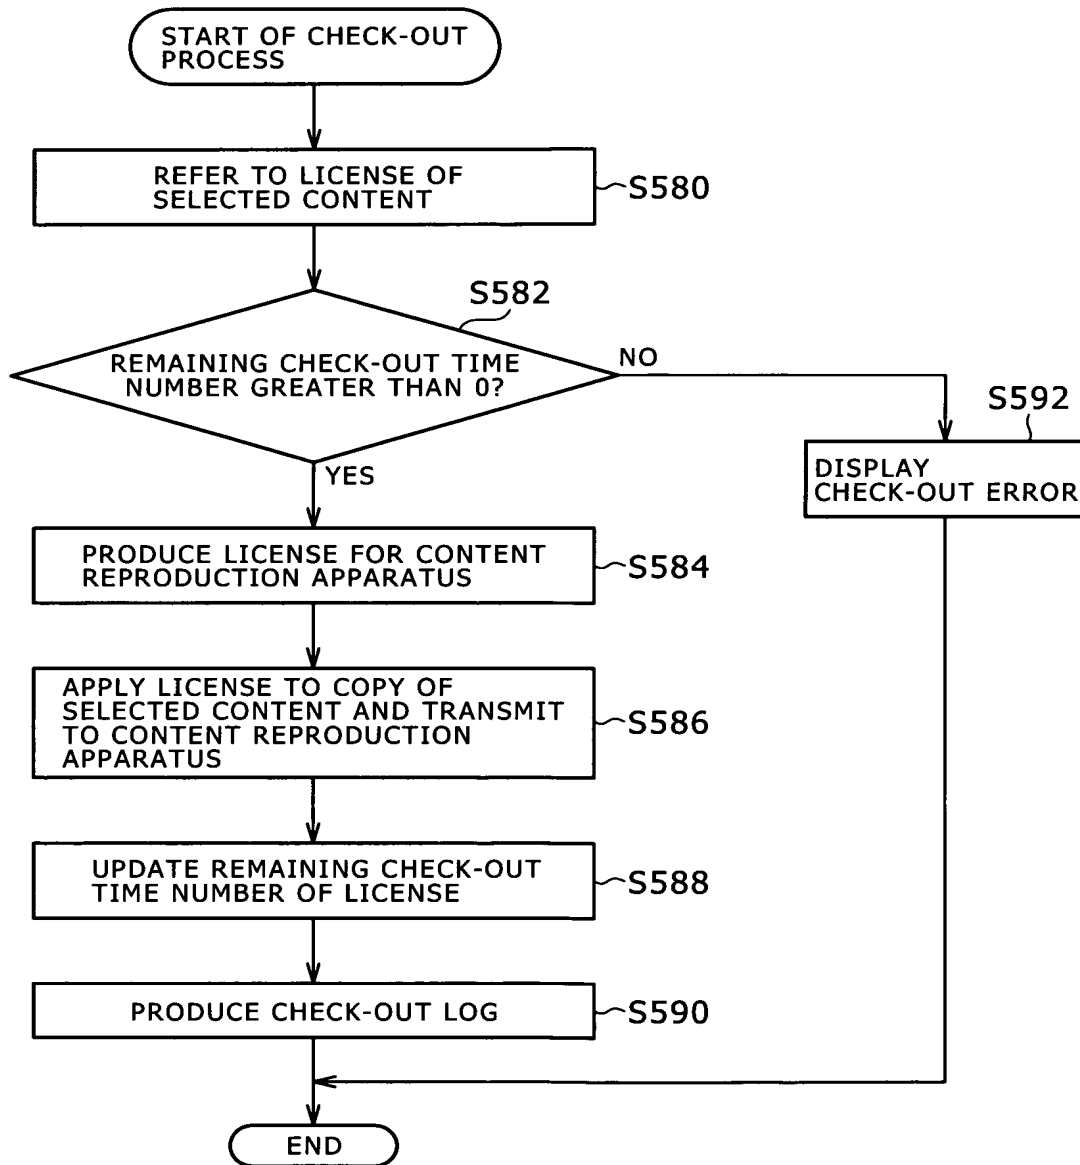 START OF CHECK-OUT
PROCESS
REFER TO LICENSE OF
SELECTED CONTENT
S580
S582
REMAINING CHECK-OUT TIME
NUMBER GREATER THAN 0?
NO
YES
S592
DISPLAY
CHECK-OUT ERROR
PRODUCE LICENSE FOR CONTENT
REPRODUCTION APPARATUS
S584
APPLY LICENSE TO COPY OF
SELECTED CONTENT AND TRANSMIT
TO CONTENT REPRODUCTION
APPARATUS
S586
UPDATE REMAINING CHECK-OUT
TIME NUMBER OF LICENSE
S588
PRODUCE CHECK-OUT LOG
S590
END